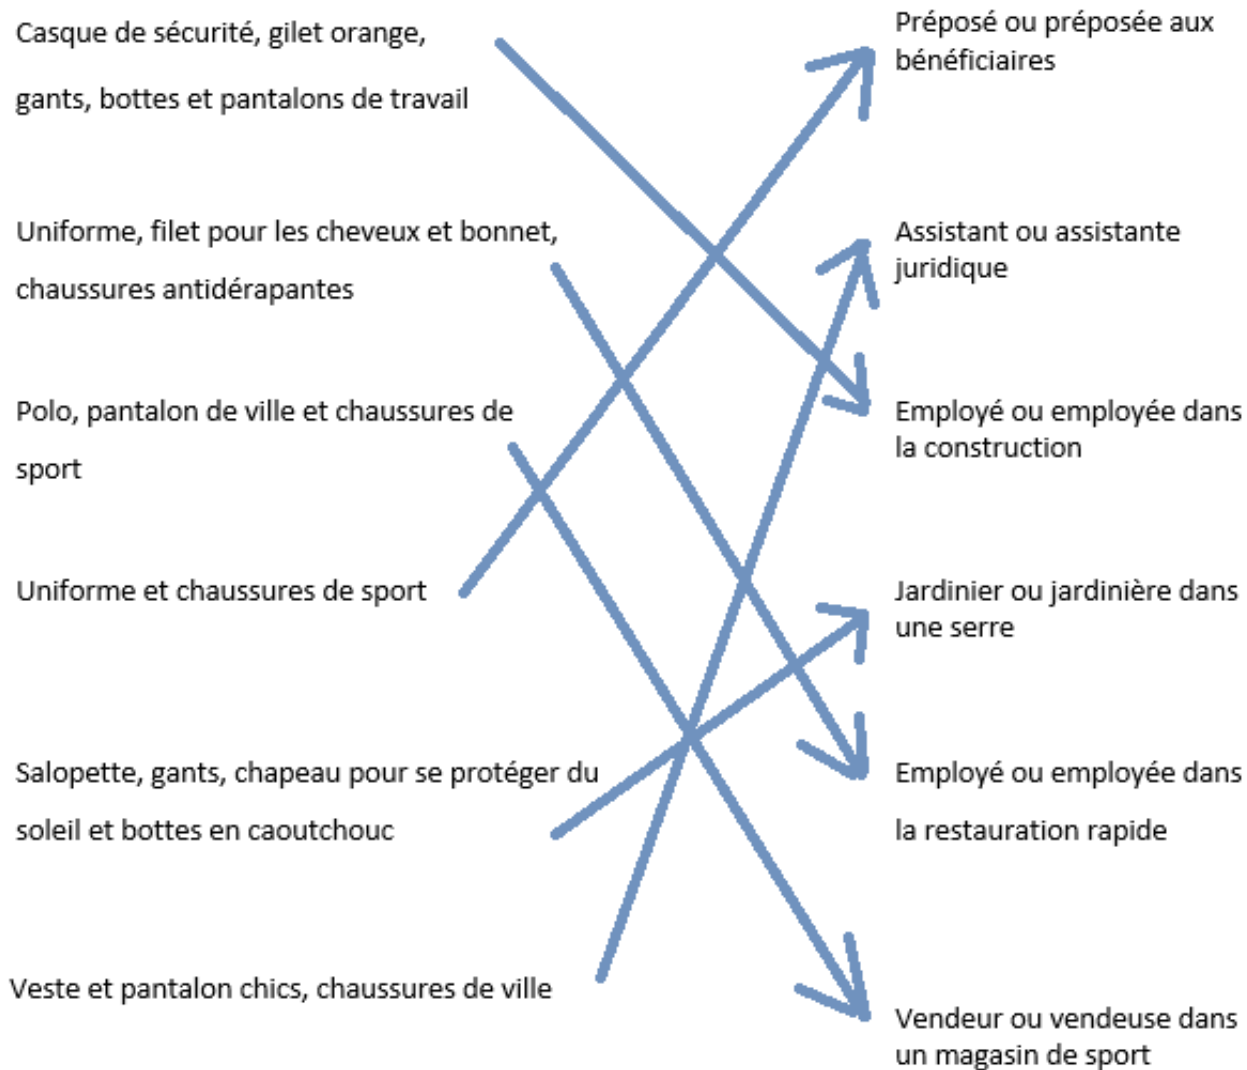 Casque de sécurité, gilet orange,
gants, bottes et pantalons de travail
Uniforme, filet pour les cheveux et bonnet,
chaussures antidérapantes
Polo, pantalon de ville et chaussures de
sport
Uniforme et chaussures de sport
Salopette, gants, chapeau pour se protéger du
soleil et bottes en caoutchouc
Veste et pantalon chics, chaussures de ville
Préposé ou préposée aux
bénéficiaires
Assistant ou assistante
juridique
Employé ou employée dans
la construction
Jardinier ou jardinière dans
une serre
Employé ou employée dans
la restauration rapide
Vendeur ou vendeuse dans
un magasin de sport